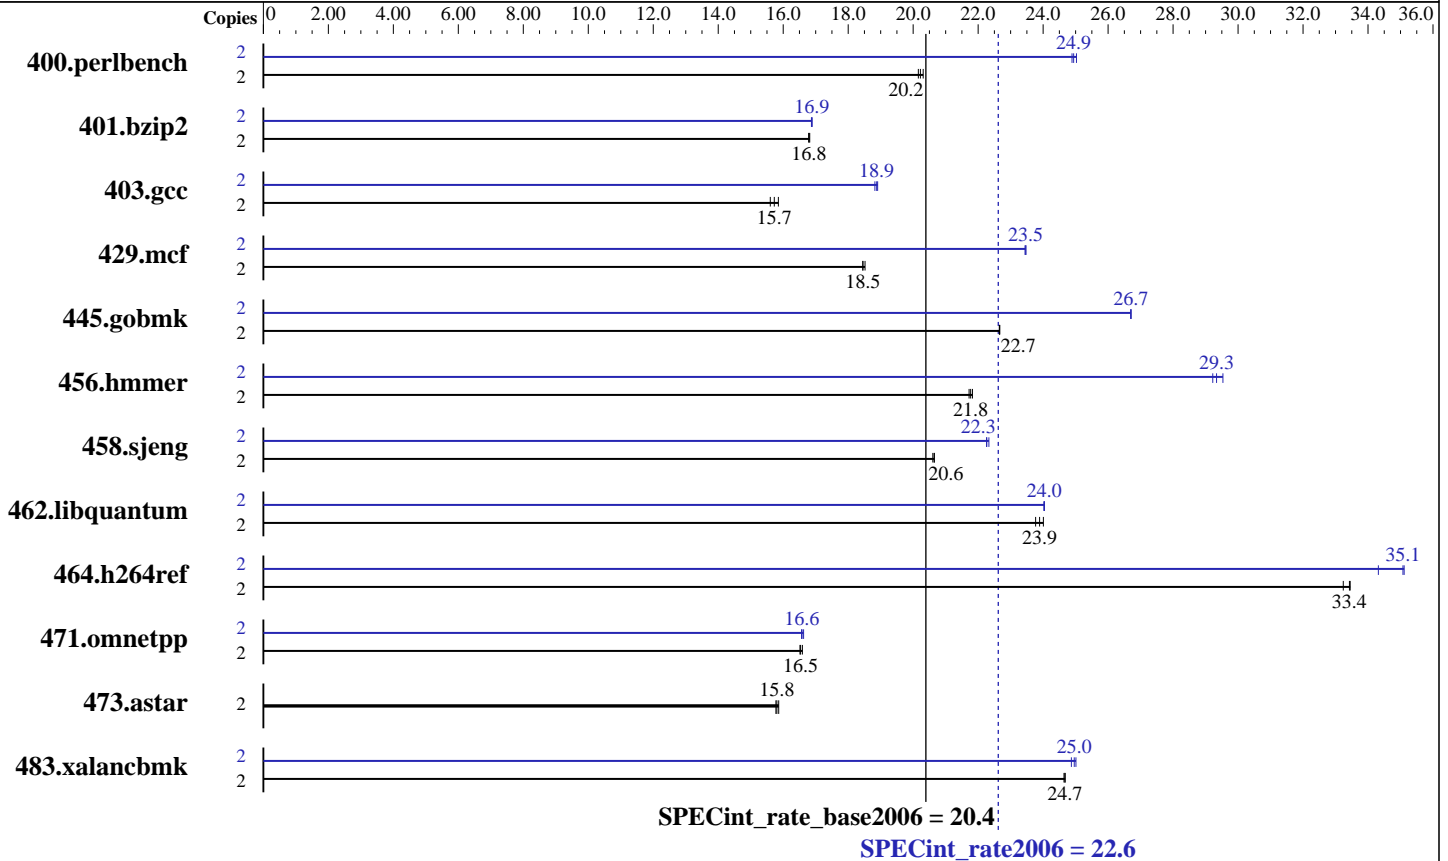 Copies 0 2.00 4.00 6.00 8.00 10.0 12.0 14.0 16.0 18.0 20.0 22.0 24.0 26.0 28.0 30.0 32.0 34.0 36.0
400.perlbench 2 24.9
2 20.2
401.bzip2 2 16.9
2 16.8
403.gcc 2 18.9
2 15.7
429.mcf 2 23.5
2 18.5
445.gobmk 2 26.7
2 22.7
456.hmmer 2 29.3
2 21.8
458.sjeng 2 22.3
2 20.6
462.libquantum 2 24.0
2 23.9
464.h264ref 2 35.1
2 33.4
471.omnetpp 2 16.6
2 16.5
473.astar 2 15.8
483.xalancbmk 2 25.0
2 24.7
SPECint_rate_base2006 = 20.4
SPECint_rate2006 = 22.6